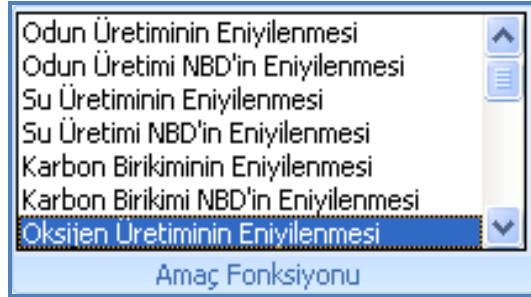 Odun Üretiminin Eniyilenmesi
Odun Üretimi NBD'in Eniyilenmesi
Su Üretiminin Eniyilenmesi
Su Üretimi NBD'in Eniyilenmesi
Karbon Birikiminin Eniyilenmesi
Karbon Birikimi NBD'in Eniyilenmesi
Oksijen Üretiminin Eniyilenmesi
Amaç Fonksiyonu